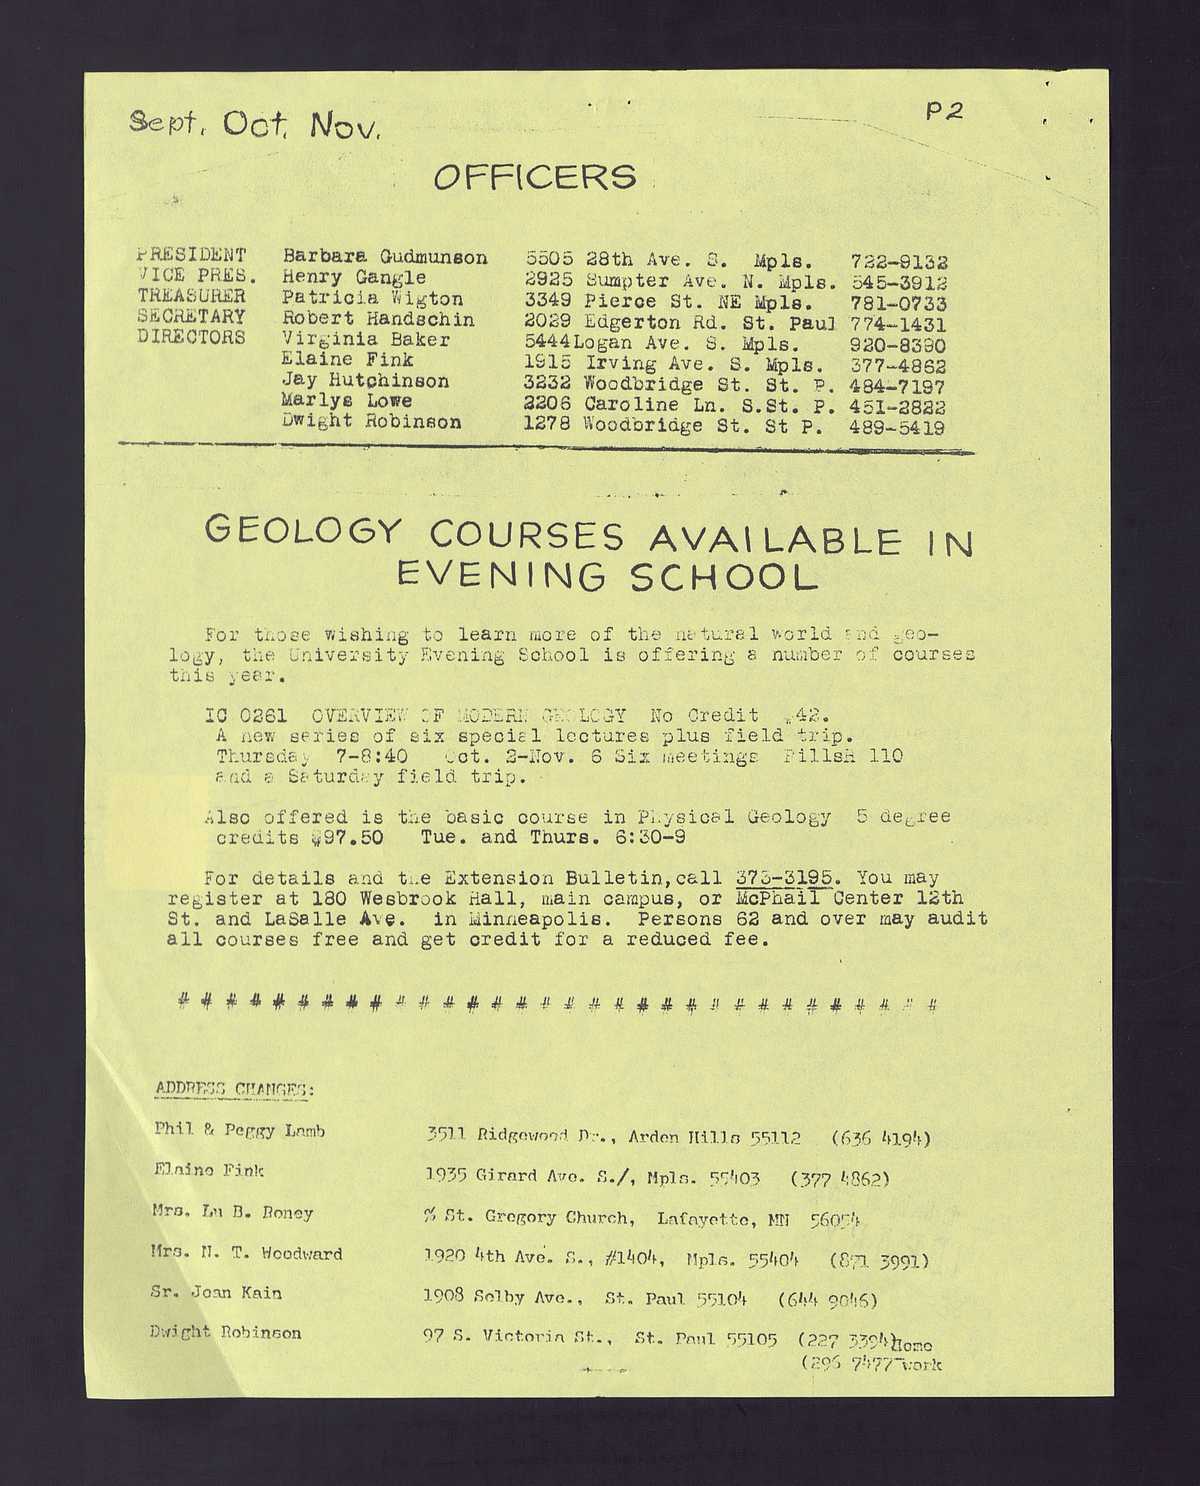 Sept. Oct. Nov.
P2
OFFICERS
PRESIDENT Barbara Gudmunson 5505 28th Ave. S. Mpls. 722-9132
VICE PRES. Henry Gangle 2925 Sumpter Ave. N. Mpls. 545-3912
TREASURER Patricia Wigton 3349 Pierce St. NE Mpls. 781-0733
SECRETARY Robert Handschin 2029 Edgerton Rd. St. Paul 774-1431
DIRECTORS Virginia Baker 5444Logan Ave. S. Mpls. 920-8390
Elaine Fink 1915 Irving Ave. S. Mpls. 377-4862
Jay Hutchinson 3232 Woodbridge St. St. P. 484-7197
Marlys Lowe 2206 Caroline Ln. S.St. P. 451-2822
Dwight Robinson 1278 Woodbridge St. St P. 489-5419
GEOLOGY COURSES AVAILABLE IN
EVENING SCHOOL
For those wishing to learn more of the natural world and geo-
logy, the University Evening School is offering a number of courses
this year.
IC 0261 OVERVIEW OF MODERN GEOLOGY No Credit $42.
A new series of six special lectures plus field trip.
Thursday 7-8:40 Oct. 2-Nov. 6 Six meetings PillsH 110
and a Saturday field trip.
Also offered is the basic course in Physical Geology 5 degree
credits $97.50 Tue. and Thurs. 6:30-9
For details and the Extension Bulletin,call 373-3195. You may
register at 180 Wesbrook Hall, main campus, or McPhail Center 12th
St. and LaSalle Ave. in Minneapolis. Persons 62 and over may audit
all courses free and get credit for a reduced fee.
# # # # # # # # # # # # # # # # # # # # # # # # # # # # # # # #
ADDRESS CHANGES:
Phil & Peggy Lamb 3511 Ridgewood Dr., Arden Hills 55112 (636 4194)
Elaine Fink 1935 Girard Ave. S./, Mpls. 55403 (377 4862)
Mrs. Lu B. Roney % St. Gregory Church, Lafayette, MN 56054
Mrs. N. T. Woodward 1920 4th Ave. S., #1404, Mpls. 55404 (871 3991)
Sr. Joan Kain 1908 Selby Ave., St. Paul 55104 (644 9046)
Dwight Robinson 97 S. Victoria St., St. Paul 55105 (227 3394)home
(296 7477-work